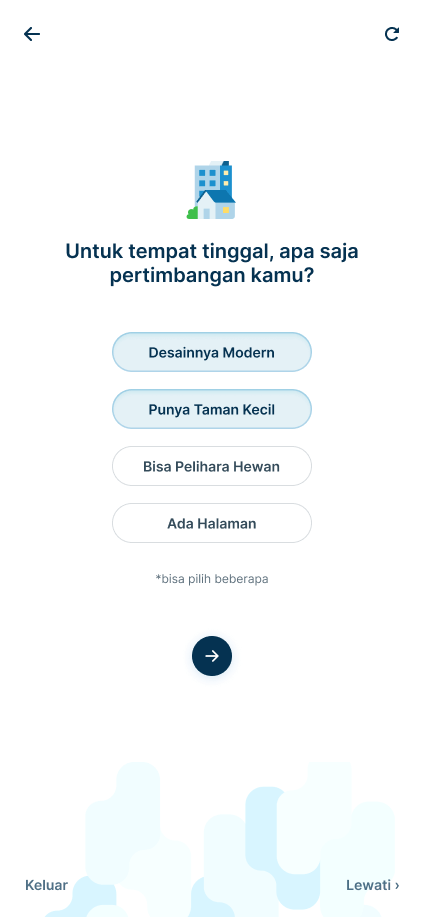 Untuk tempat tinggal, apa saja
pertimbangan kamu?
Desainnya Modern
Punya Taman Kecil
Bisa Pelihara Hewan
Ada Halaman
*bisa pilih beberapa
Keluar
Lewati ›